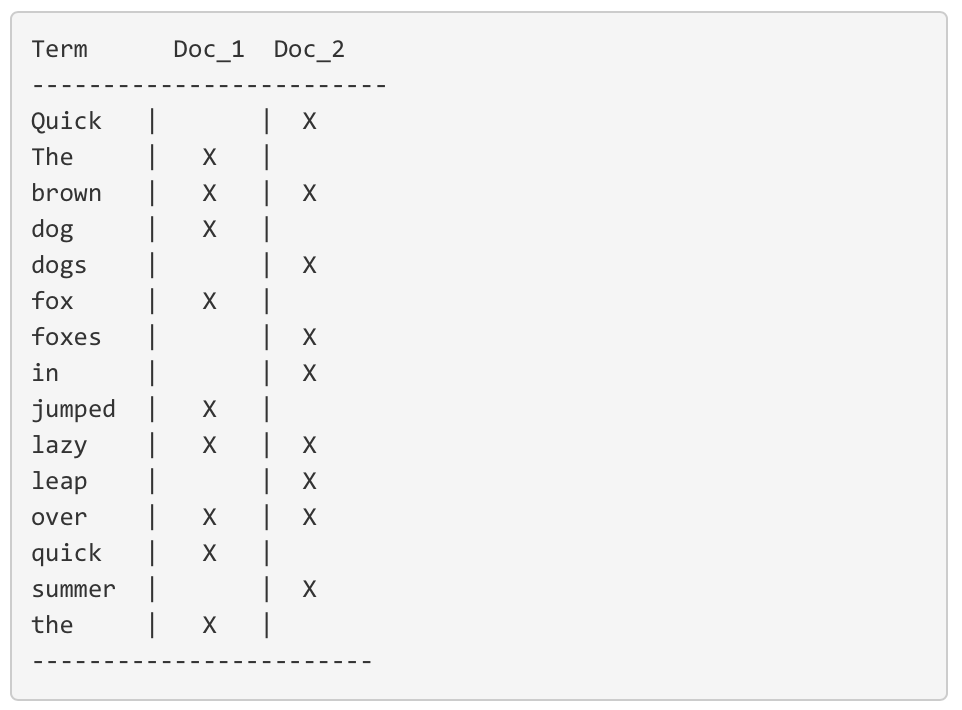 Term      Doc_1  Doc_2
-------------------------
Quick   |       |  X
The     |   X   |
brown   |   X   |  X
dog     |   X   |
dogs    |       |  X
fox     |   X   |
foxes   |       |  X
in      |       |  X
jumped  |   X   |
lazy    |   X   |  X
leap    |       |  X
over    |   X   |  X
quick   |   X   |
summer  |       |  X
the     |   X   |
------------------------